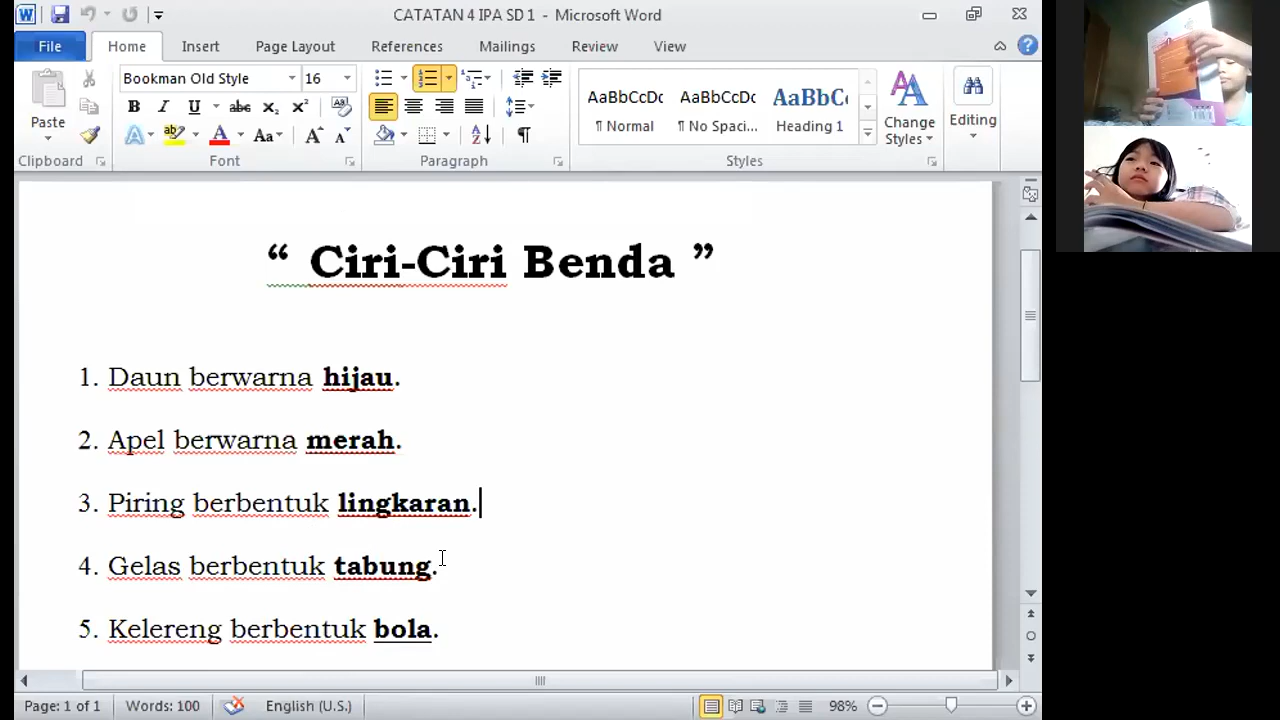 CATATAN 4 IPA SD 1 - Microsoft Word
File Home Insert Page Layout References Mailings Review View
Bookman Old Style 16
Paste
AaBbCcDc AaBbCcDc AaBbC
¶ Normal ¶ No Spaci... Heading 1
Change Styles
Editing
Clipboard Font Paragraph Styles
“ Ciri-Ciri Benda ”
1. Daun berwarna hijau.
2. Apel berwarna merah.
3. Piring berbentuk lingkaran.
4. Gelas berbentuk tabung.
5. Kelereng berbentuk bola.
Page: 1 of 1 Words: 100 English (U.S.) 98%